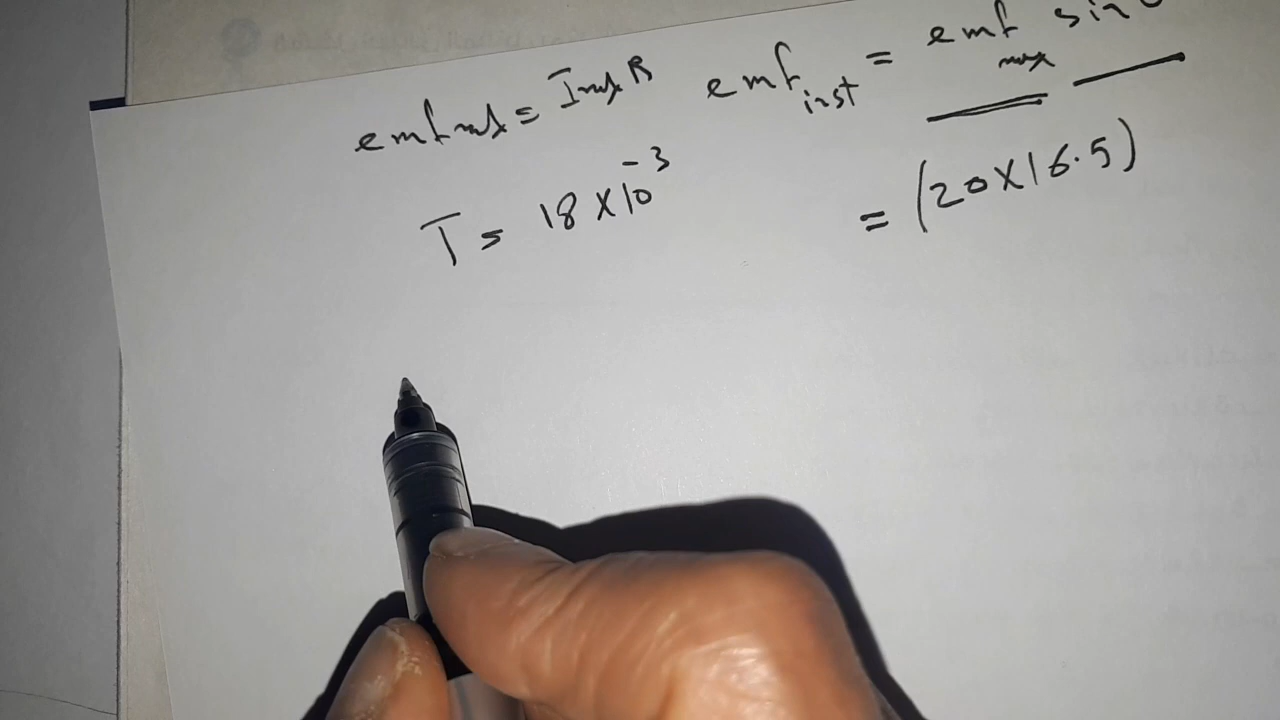 emf max = Imax R
emf inst = emf max sin
T = 18 X 10 -3
= (20 X 16.5)